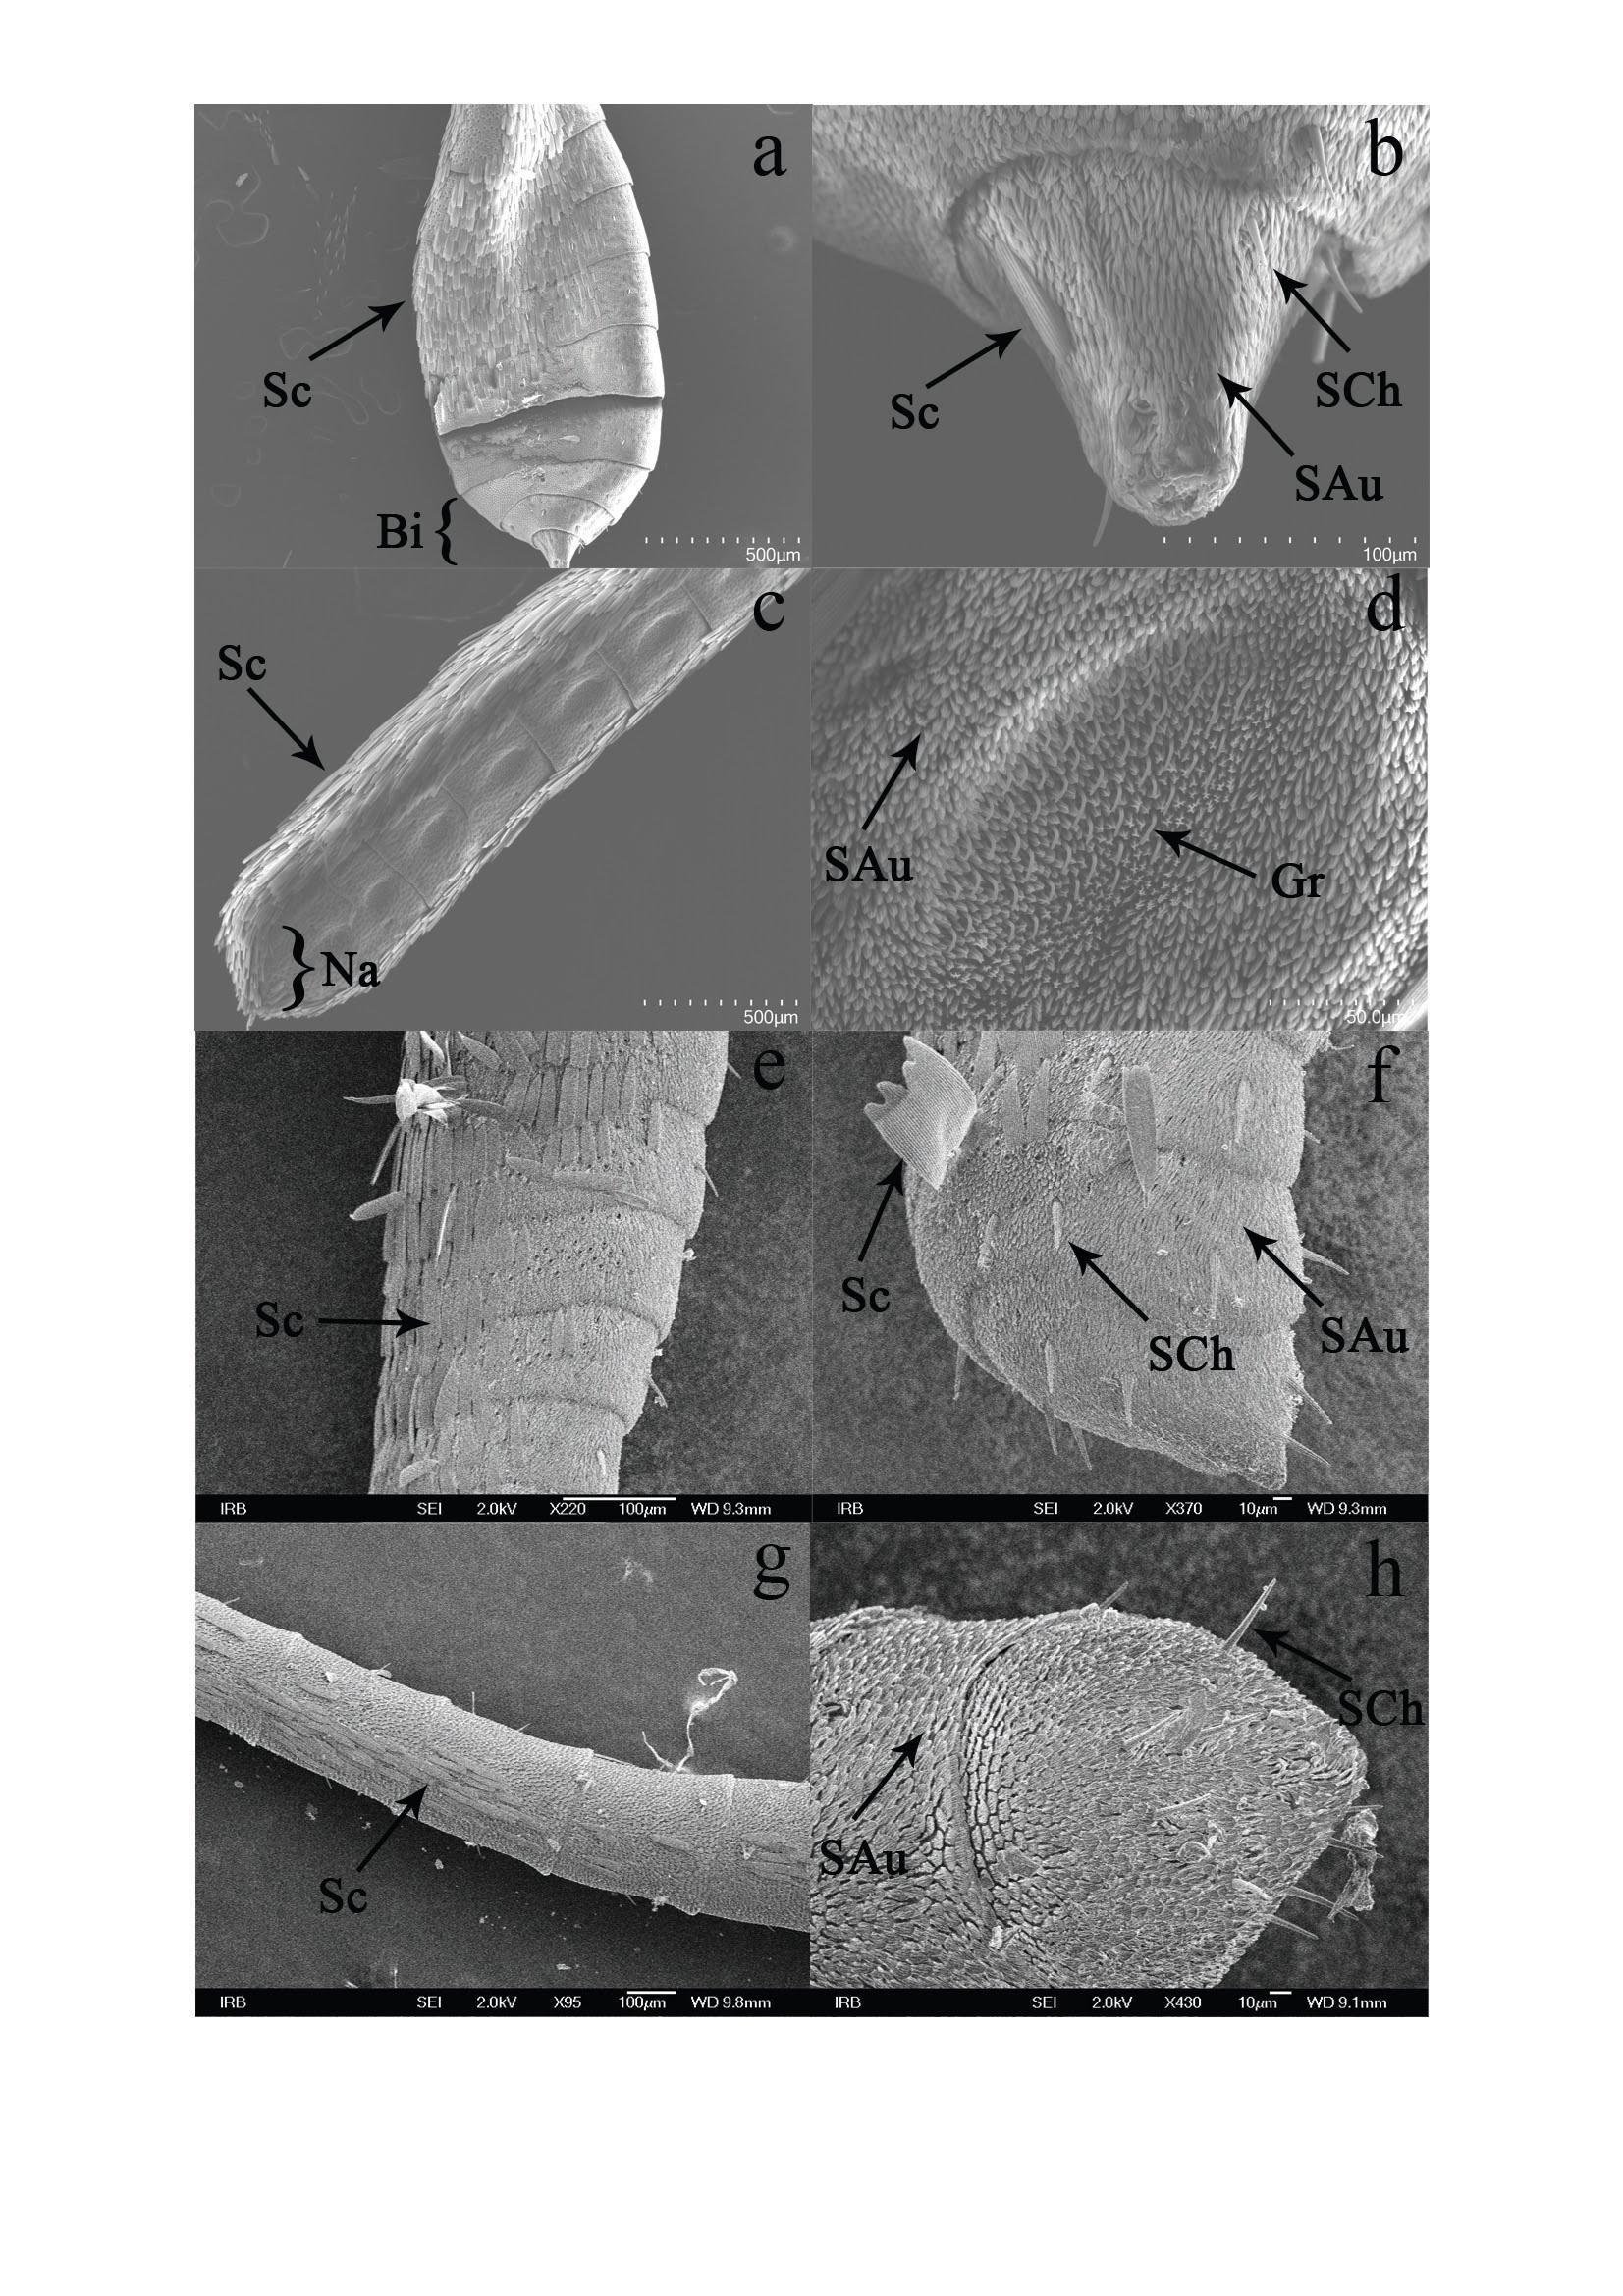 a
Sc
Bi {
500µm
b
Sc
SCh
SAu
100µm
c
Sc
} Na
500µm
d
SAu
Gr
50.0µm
e
Sc
IRB SEI 2.0kV X220 100µm WD 9.3mm
f
Sc
SCh
SAu
IRB SEI 2.0kV X370 10µm WD 9.3mm
g
Sc
IRB SEI 2.0kV X95 100µm WD 9.8mm
h
SCh
SAu
IRB SEI 2.0kV X430 10µm WD 9.1mm